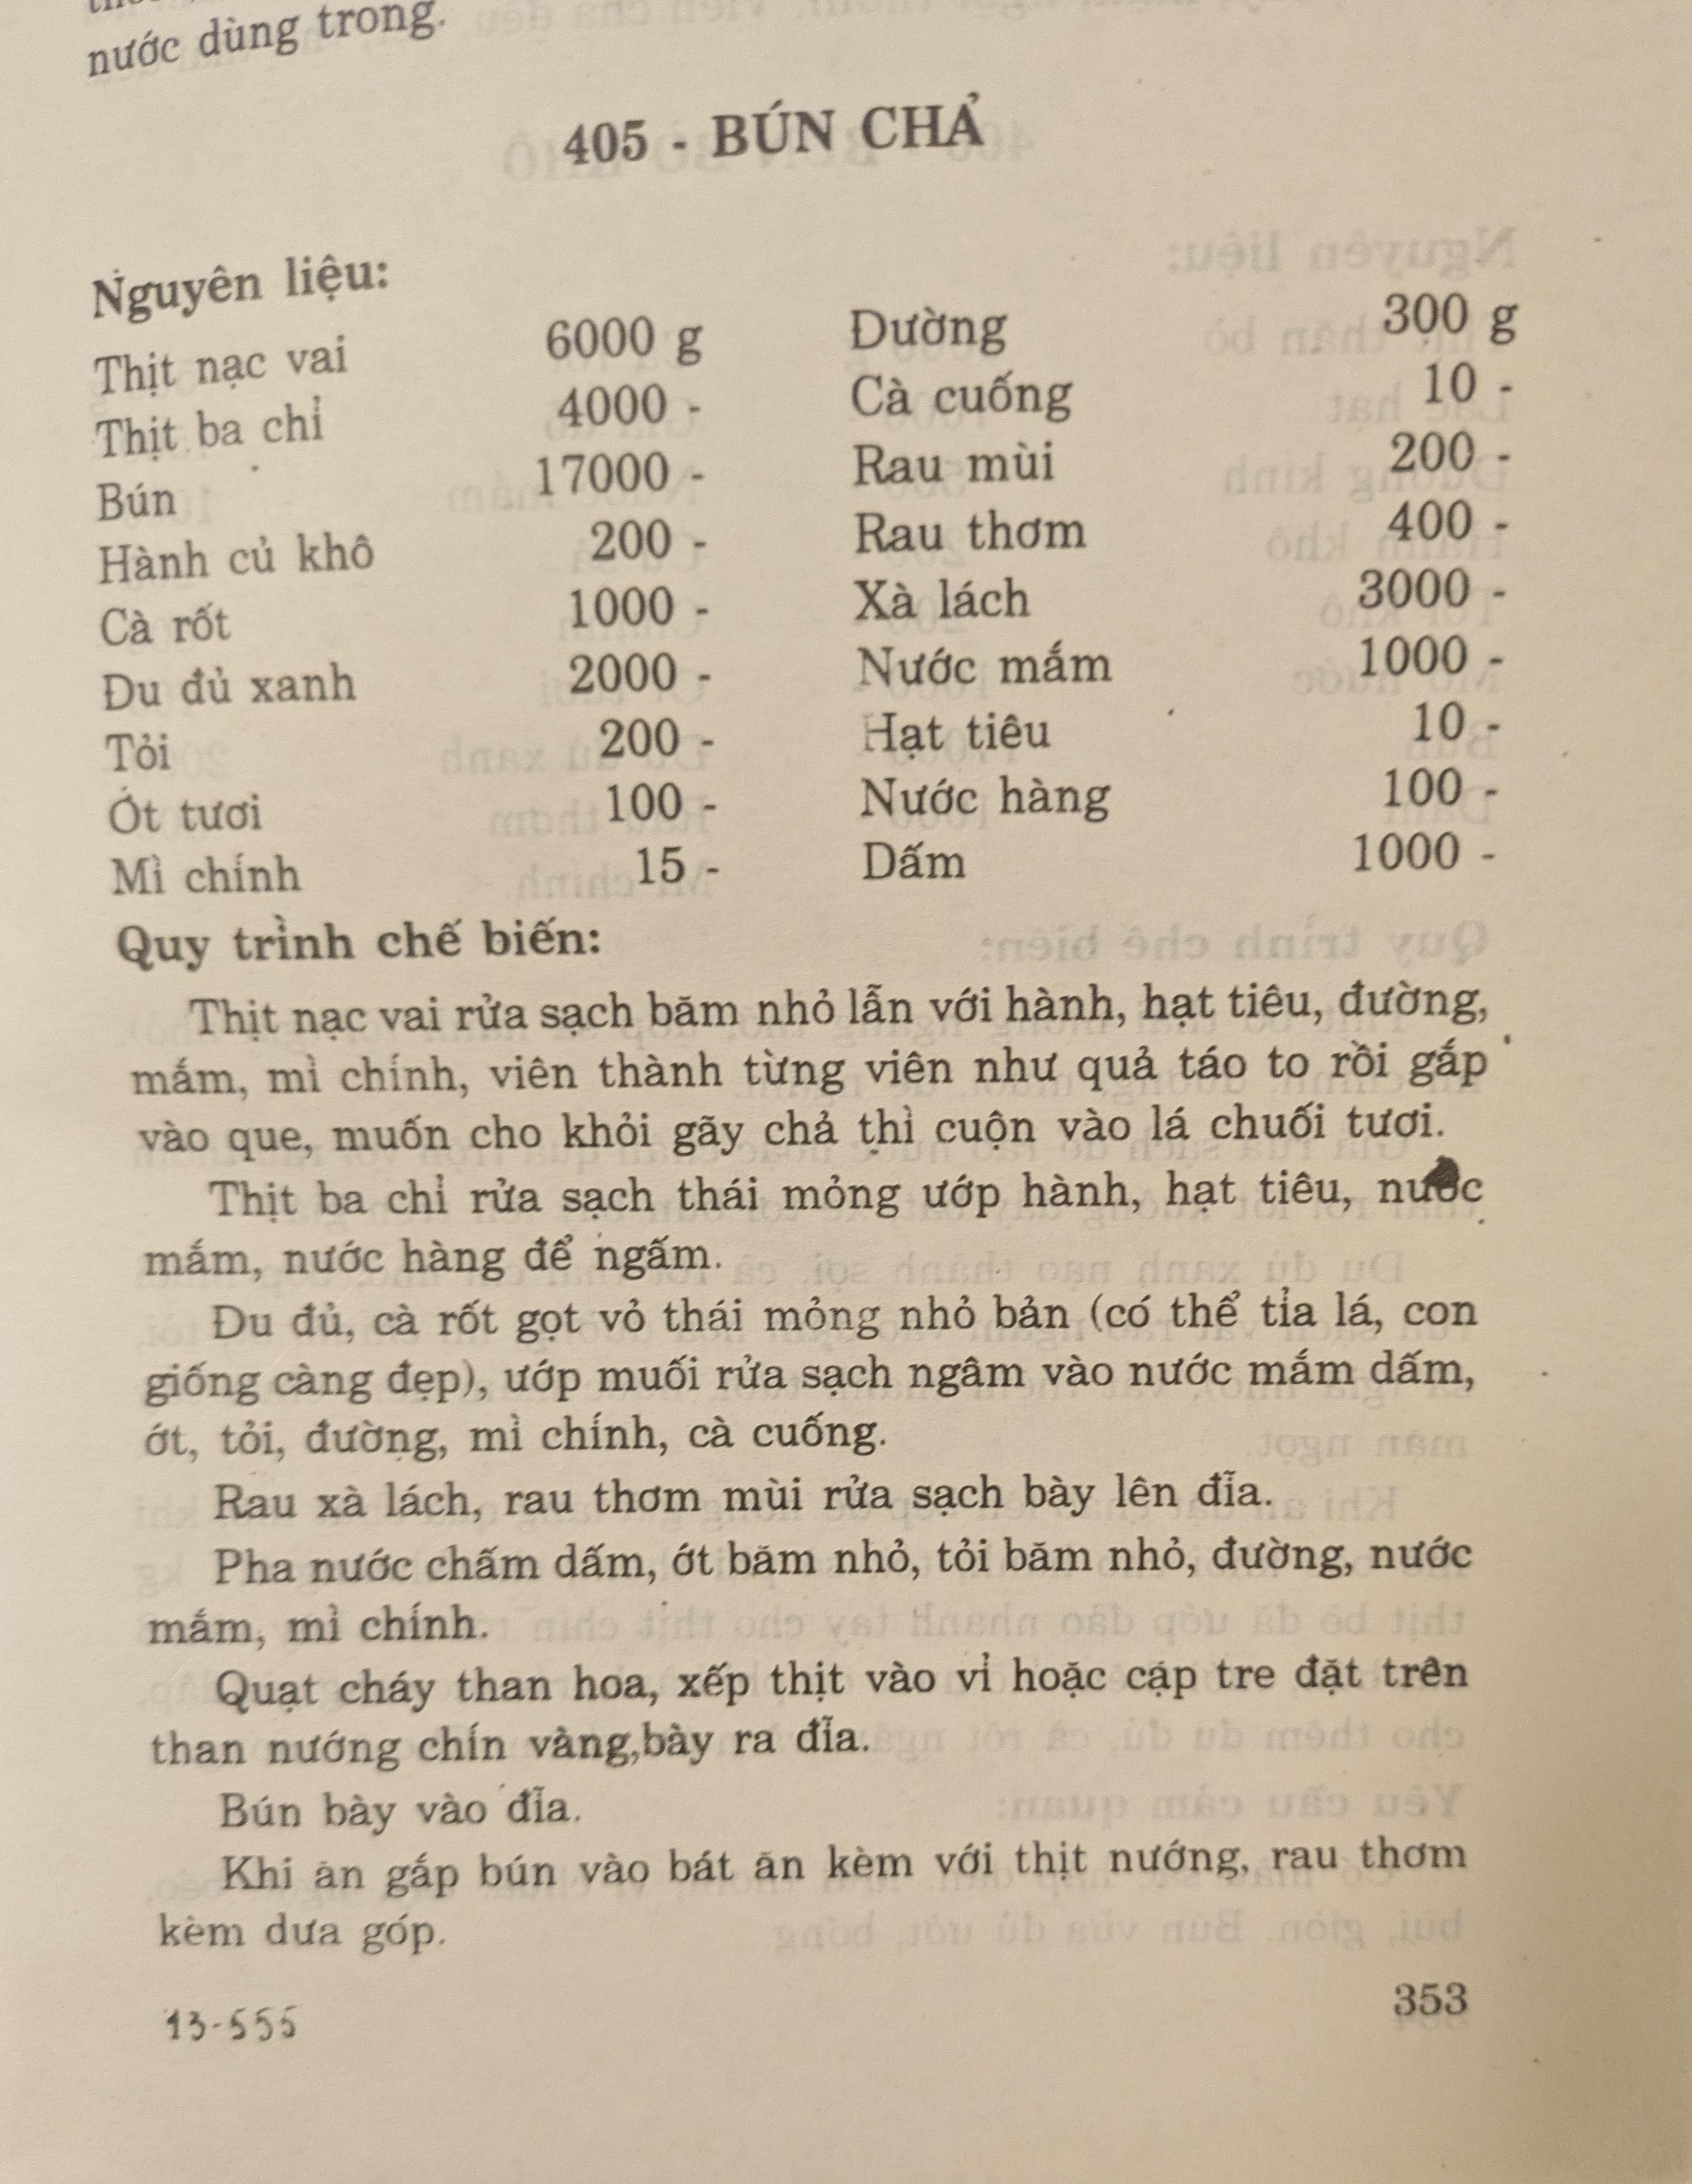 nước dùng trong.
405 - BÚN CHẢ
Nguyên liệu:
Thịt nạc vai 6000 g Đường 300 g
Thịt ba chỉ 4000 - Cà cuống 10 -
Bún 17000 - Rau mùi 200 -
Hành củ khô 200 - Rau thơm 400 -
Cà rốt 1000 - Xà lách 3000 -
Đu đủ xanh 2000 - Nước mắm 1000 -
Tỏi 200 - Hạt tiêu 10 -
Ớt tươi 100 - Nước hàng 100 -
Mì chính 15 - Dấm 1000 -
Quy trình chế biến:
Thịt nạc vai rửa sạch băm nhỏ lẫn với hành, hạt tiêu, đường,
mắm, mì chính, viên thành từng viên như quả táo to rồi gắp
vào que, muốn cho khỏi gãy chả thì cuộn vào lá chuối tươi.
Thịt ba chỉ rửa sạch thái mỏng ướp hành, hạt tiêu, nước
mắm, nước hàng để ngấm.
Đu đủ, cà rốt gọt vỏ thái mỏng nhỏ bản (có thể tỉa lá, con
giống càng đẹp), ướp muối rửa sạch ngâm vào nước mắm dấm,
ớt, tỏi, đường, mì chính, cà cuống.
Rau xà lách, rau thơm mùi rửa sạch bày lên đĩa.
Pha nước chấm dấm, ớt băm nhỏ, tỏi băm nhỏ, đường, nước
mắm, mì chính.
Quạt cháy than hoa, xếp thịt vào vỉ hoặc cặp tre đặt trên
than nướng chín vàng,bày ra đĩa.
Bún bày vào đĩa.
Khi ăn gắp bún vào bát ăn kèm với thịt nướng, rau thơm
kèm dưa góp.
13-555 353